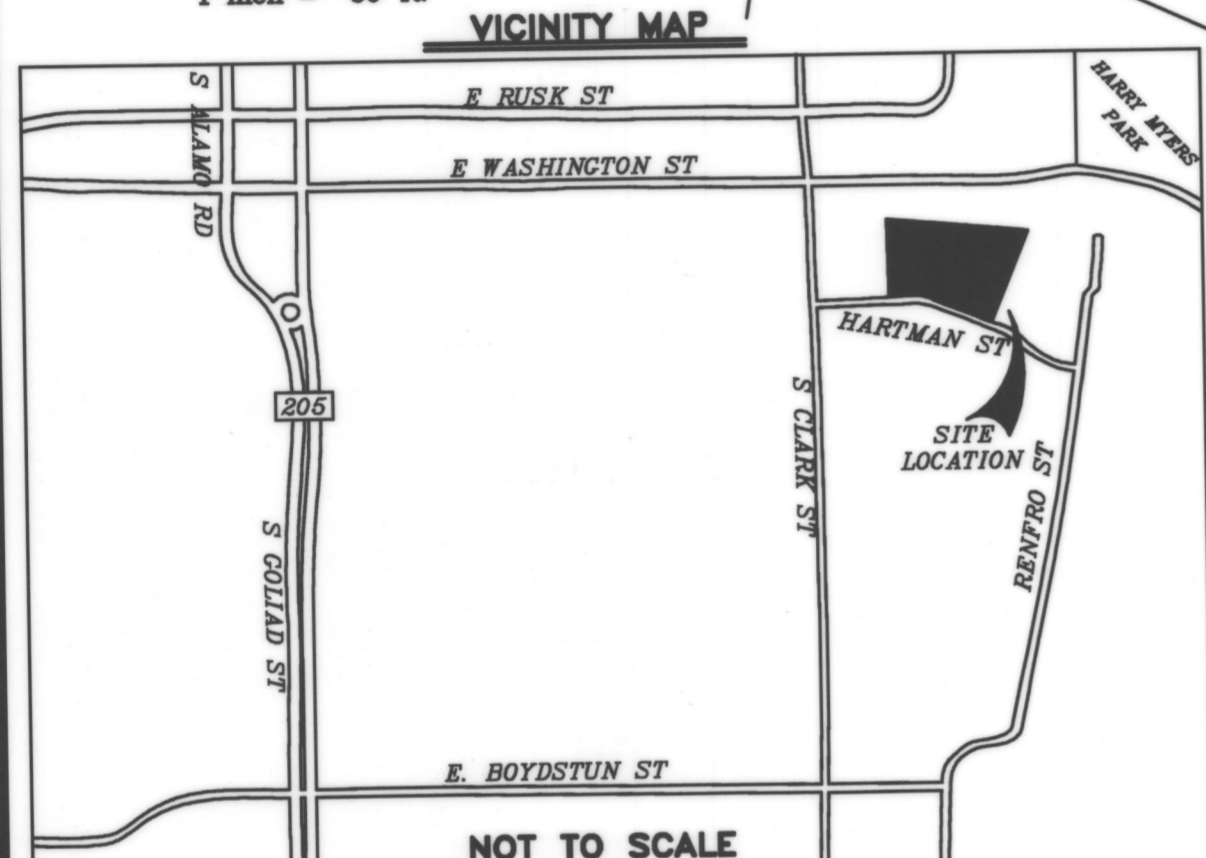 VICINITY MAP
E RUSK ST
S ALAMO RD
HARRY MYERS
PARK
E WASHINGTON ST
HARTMAN ST
205
S CLARK ST
SITE
LOCATION
RENFRO ST
S GOLIAD ST
E. BOYDSTUN ST
NOT TO SCALE